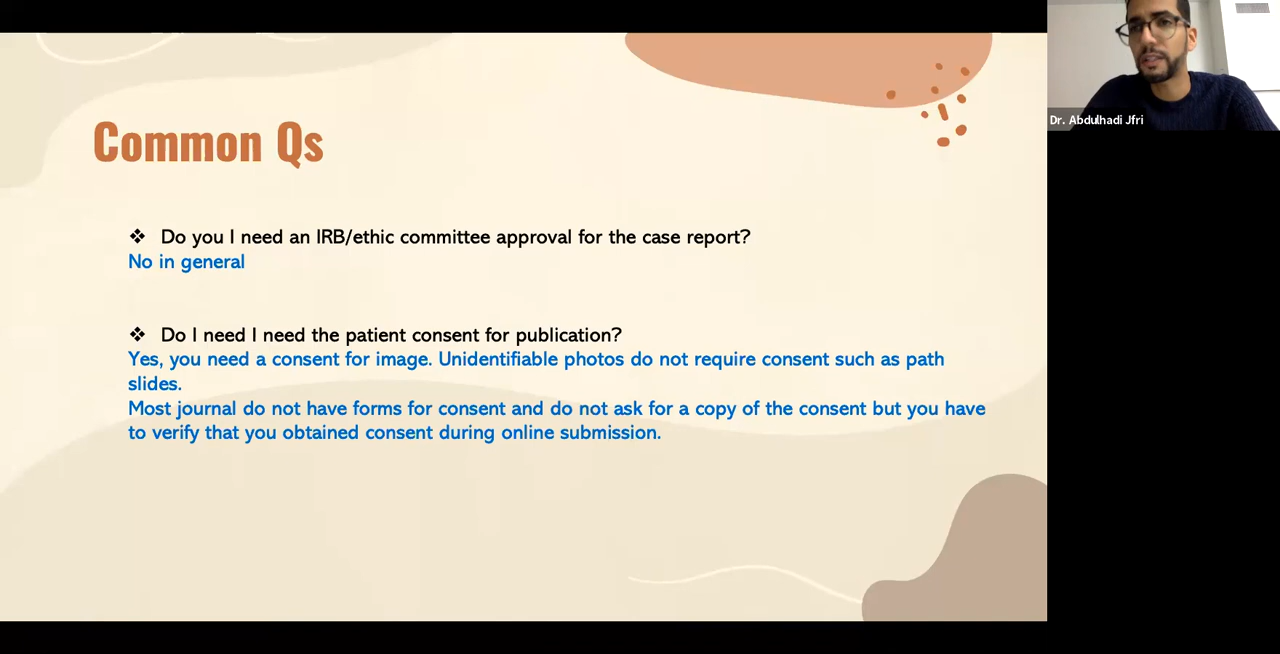 Common Qs
❖ Do you I need an IRB/ethic committee approval for the case report?
No in general
❖ Do I need I need the patient consent for publication?
Yes, you need a consent for image. Unidentifiable photos do not require consent such as path
slides.
Most journal do not have forms for consent and do not ask for a copy of the consent but you have
to verify that you obtained consent during online submission.
Dr. Abdulhadi Jfri